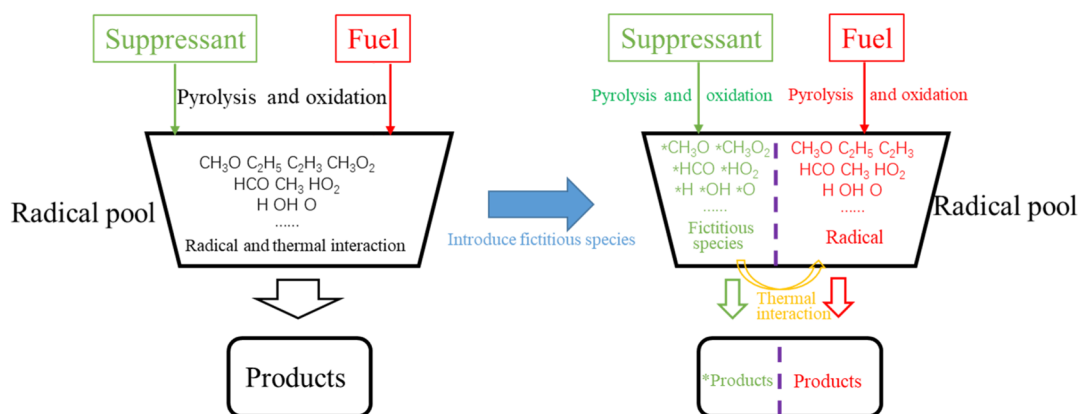 Suppressant
Fuel
Pyrolysis and oxidation
CH₃O C₂H₅ C₂H₃ CH₃O₂
HCO CH₃ HO₂
H OH O
......
Radical and thermal interaction
Radical pool
Products
Introduce fictitious species
Suppressant
Fuel
Pyrolysis and oxidation
Pyrolysis and oxidation
*CH₃O *CH₃O₂
*HCO *HO₂
*H *OH *O
......
Fictitious
species
CH₃O C₂H₅ C₂H₃
HCO CH₃ HO₂
H OH O
......
Radical
Radical pool
Thermal
interaction
*Products
Products